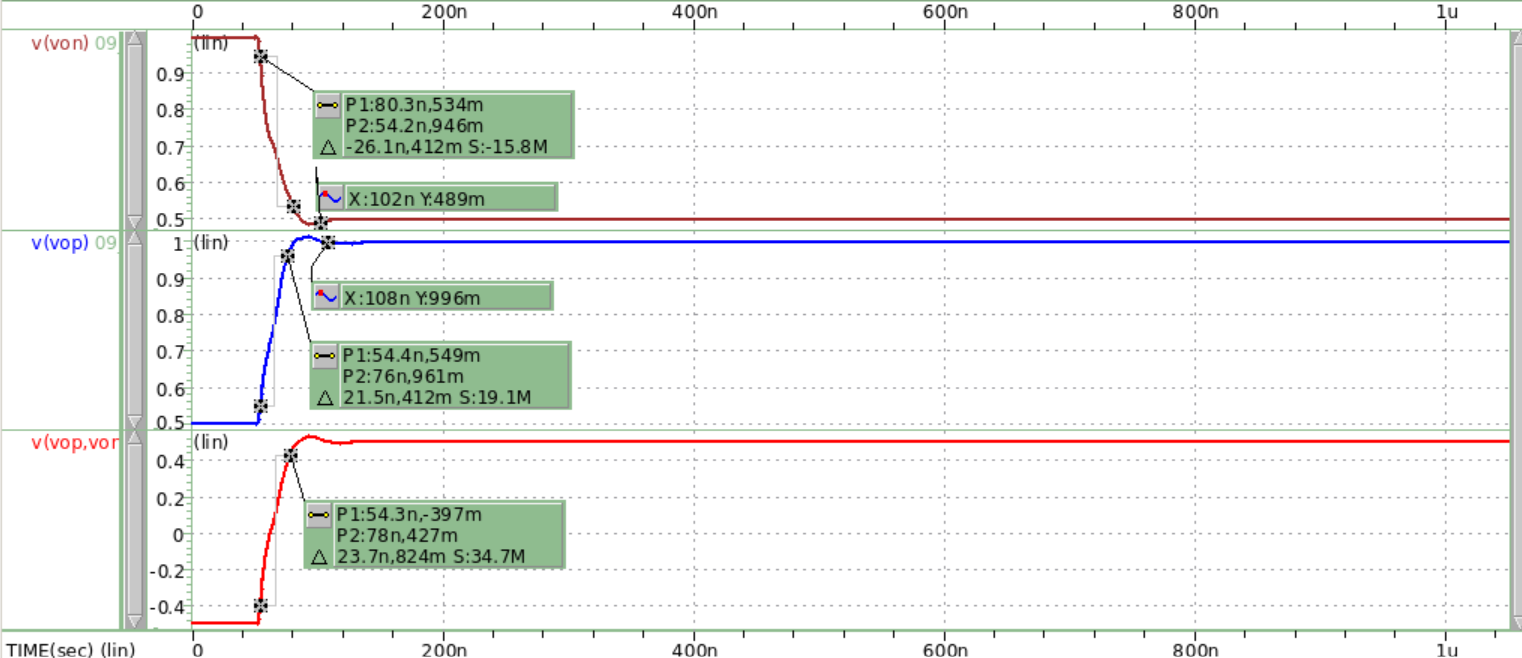 0 200n 400n 600n 800n 1u
v(von) 09 (lin)
0.9
0.8
0.7
0.6
0.5
P1:80.3n,534m
P2:54.2n,946m
△ -26.1n,412m S:-15.8M
X:102n Y:489m
v(vop) 09 1 (lin)
0.9
0.8
0.7
0.6
0.5
X:108n Y:996m
P1:54.4n,549m
P2:76n,961m
△ 21.5n,412m S:19.1M
v(vop,vor (lin)
0.4
0.2
0
-0.2
-0.4
P1:54.3n,-397m
P2:78n,427m
△ 23.7n,824m S:34.7M
TIME(sec) (lin) 0 200n 400n 600n 800n 1u